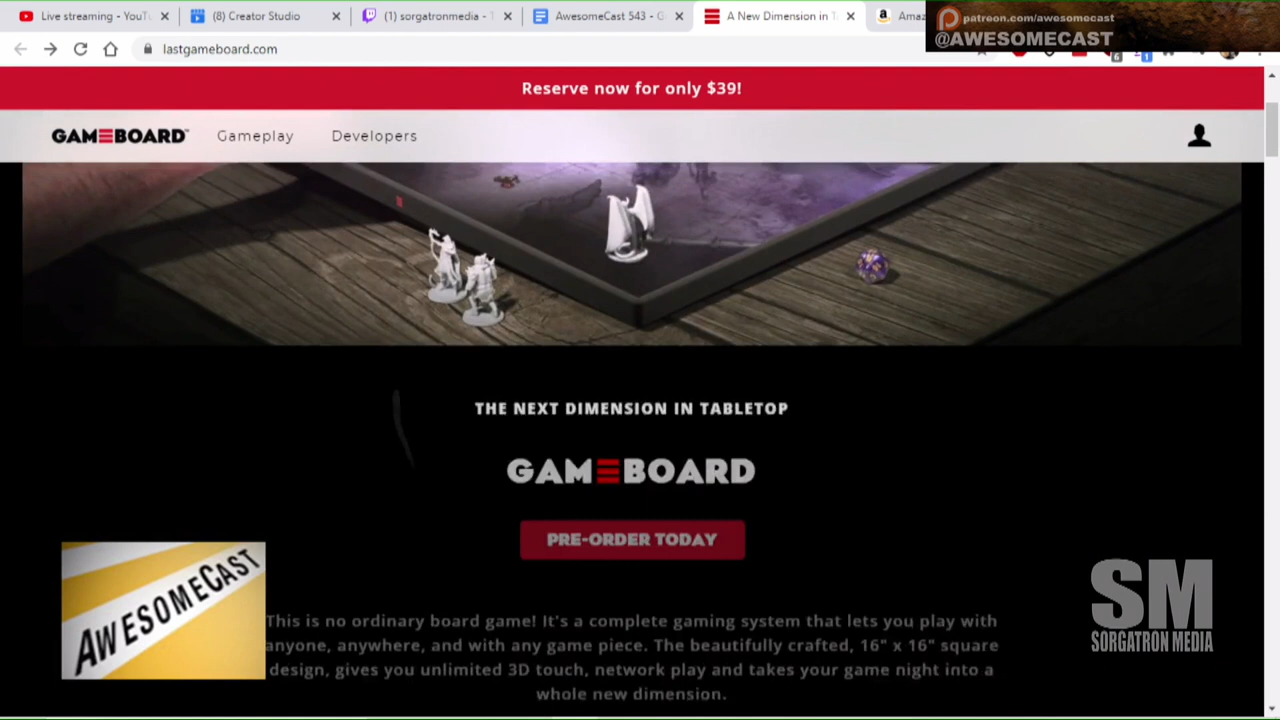 Live streaming - YouTu
(8) Creator Studio
(1) sorgatronmedia - T
AwesomeCast 543 - G
A New Dimension in T
Amaz
patreon.com/awesomecast
@AWESOMECAST
lastgameboard.com
6
1
Reserve now for only $39!
GAMEBOARD
Gameplay
Developers
THE NEXT DIMENSION IN TABLETOP
GAMEBOARD
PRE-ORDER TODAY
AWESOMECAST
This is no ordinary board game! It's a complete gaming system that lets you play with
anyone, anywhere, and with any game piece. The beautifully crafted, 16" x 16" square
design, gives you unlimited 3D touch, network play and takes your game night into a
whole new dimension.
SM
SORGATRON MEDIA